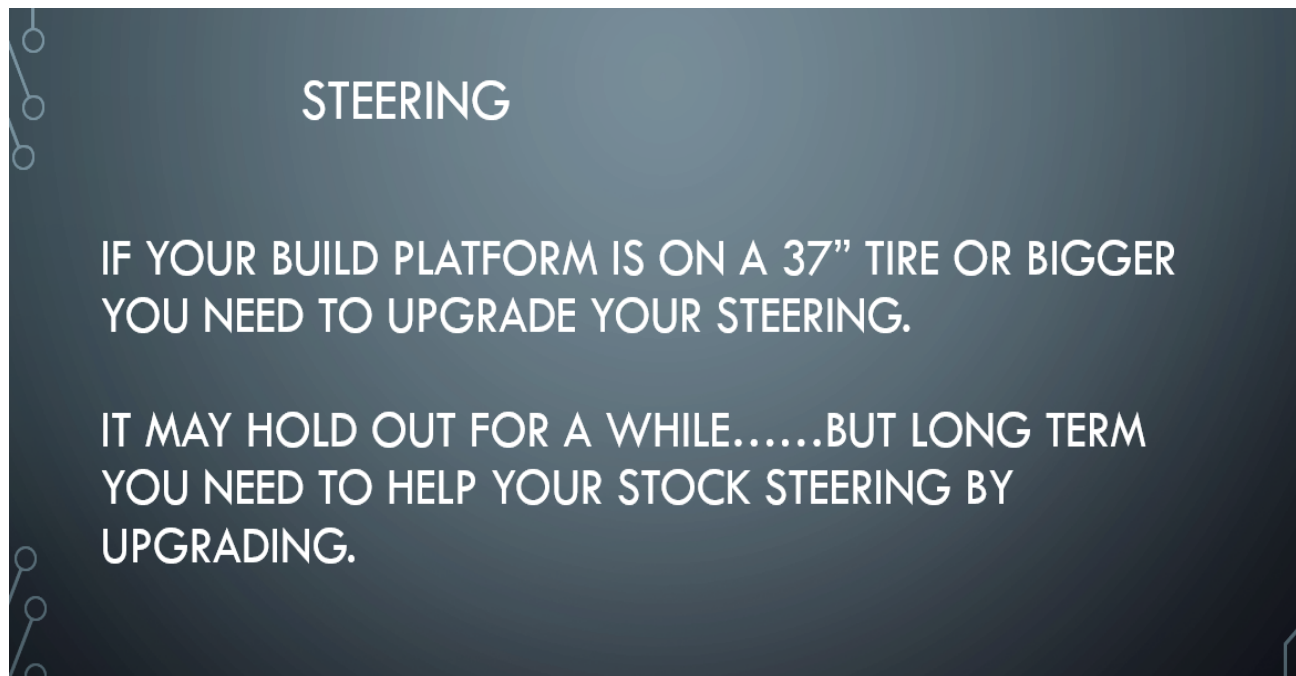 STEERING
IF YOUR BUILD PLATFORM IS ON A 37” TIRE OR BIGGER
YOU NEED TO UPGRADE YOUR STEERING.
IT MAY HOLD OUT FOR A WHILE......BUT LONG TERM
YOU NEED TO HELP YOUR STOCK STEERING BY
UPGRADING.